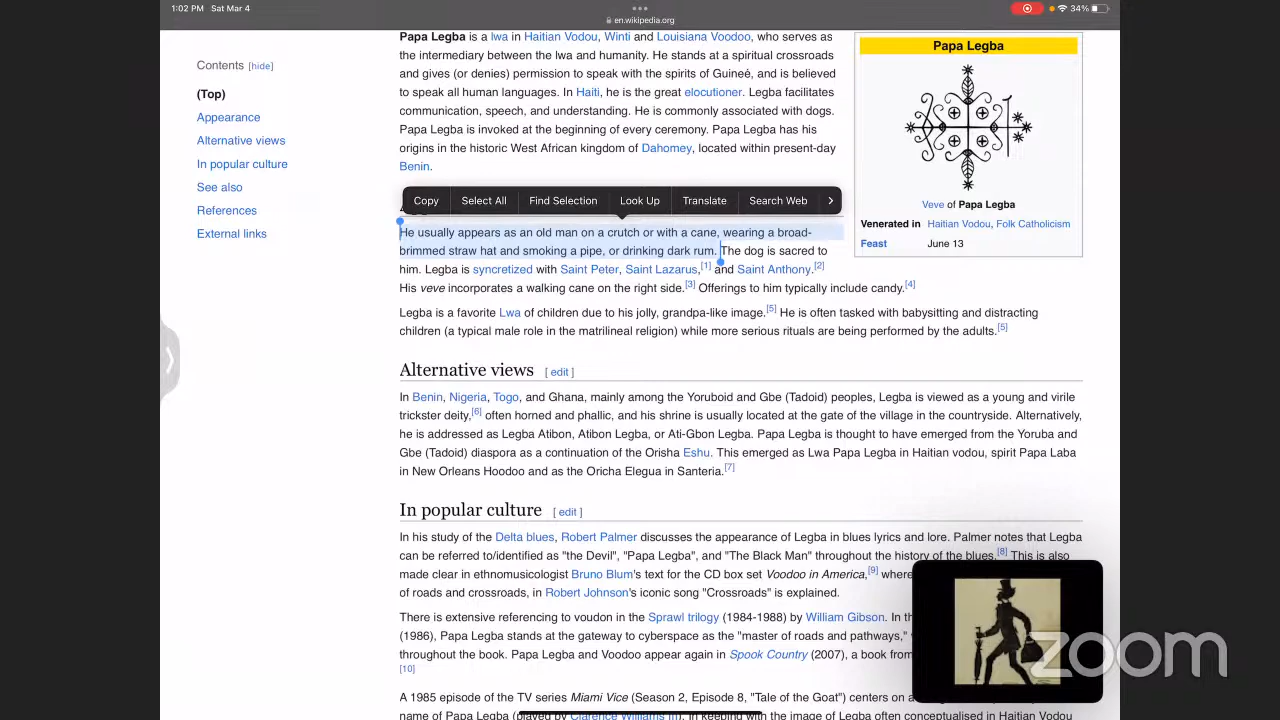 1:02 PM Sat Mar 4
en.wikipedia.org
34%
Contents [hide]
(Top)
Appearance
Alternative views
In popular culture
See also
References
External links
Papa Legba is a lwa in Haitian Vodou, Winti and Louisiana Voodoo, who serves as
the intermediary between the lwa and humanity. He stands at a spiritual crossroads
and gives (or denies) permission to speak with the spirits of Guineé, and is believed
to speak all human languages. In Haiti, he is the great elocutioner. Legba facilitates
communication, speech, and understanding. He is commonly associated with dogs.
Papa Legba is invoked at the beginning of every ceremony. Papa Legba has his
origins in the historic West African kingdom of Dahomey, located within present-day
Benin.
Papa Legba
Veve of Papa Legba
Venerated in Haitian Vodou, Folk Catholicism
Feast June 13
Copy Select All Find Selection Look Up Translate Search Web
He usually appears as an old man on a crutch or with a cane, wearing a broad-
brimmed straw hat and smoking a pipe, or drinking dark rum. The dog is sacred to
him. Legba is syncretized with Saint Peter, Saint Lazarus,[1] and Saint Anthony.[2]
His veve incorporates a walking cane on the right side.[3] Offerings to him typically include candy.[4]
Legba is a favorite Lwa of children due to his jolly, grandpa-like image.[5] He is often tasked with babysitting and distracting
children (a typical male role in the matrilineal religion) while more serious rituals are being performed by the adults.[5]
Alternative views [ edit ]
In Benin, Nigeria, Togo, and Ghana, mainly among the Yoruboid and Gbe (Tadoid) peoples, Legba is viewed as a young and virile
trickster deity,[6] often horned and phallic, and his shrine is usually located at the gate of the village in the countryside. Alternatively,
he is addressed as Legba Atibon, Atibon Legba, or Ati-Gbon Legba. Papa Legba is thought to have emerged from the Yoruba and
Gbe (Tadoid) diaspora as a continuation of the Orisha Eshu. This emerged as Lwa Papa Legba in Haitian vodou, spirit Papa Laba
in New Orleans Hoodoo and as the Oricha Elegua in Santeria.[7]
In popular culture [ edit ]
In his study of the Delta blues, Robert Palmer discusses the appearance of Legba in blues lyrics and lore. Palmer notes that Legba
can be referred to/identified as "the Devil", "Papa Legba", and "The Black Man" throughout the history of the blues.[8] This is also
made clear in ethnomusicologist Bruno Blum's text for the CD box set Voodoo in America,[9] where
of roads and crossroads, in Robert Johnson's iconic song "Crossroads" is explained.
There is extensive referencing to voudon in the Sprawl trilogy (1984-1988) by William Gibson. In th
(1986), Papa Legba stands at the gateway to cyberspace as the "master of roads and pathways,"
throughout the book. Papa Legba and Voodoo appear again in Spook Country (2007), a book from
[10]
A 1985 episode of the TV series Miami Vice (Season 2, Episode 8, "Tale of the Goat") centers on a
name of Papa Legba (played by Clarence Williams III). In keeping with the image of Legba often conceptualised in Haitian Vodou
zoom